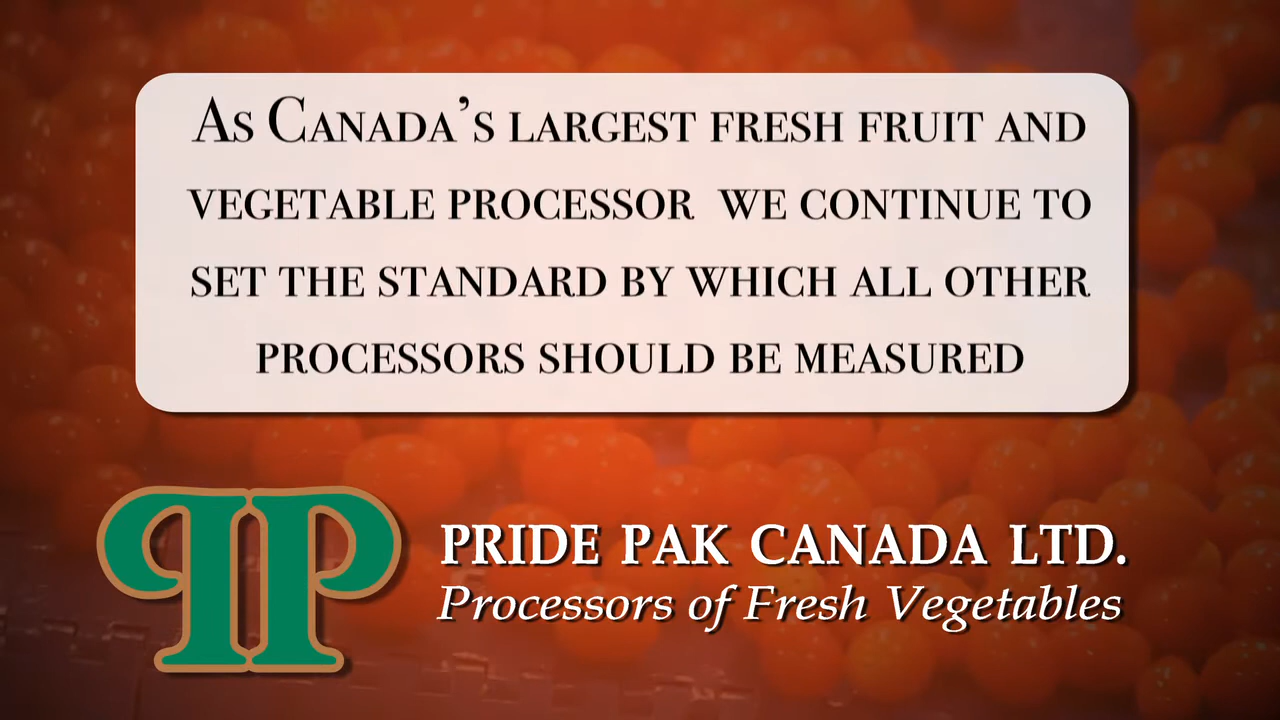 As Canada’s largest fresh fruit and
vegetable processor we continue to
set the standard by which all other
processors should be measured
PP
PRIDE PAK CANADA LTD.
Processors of Fresh Vegetables